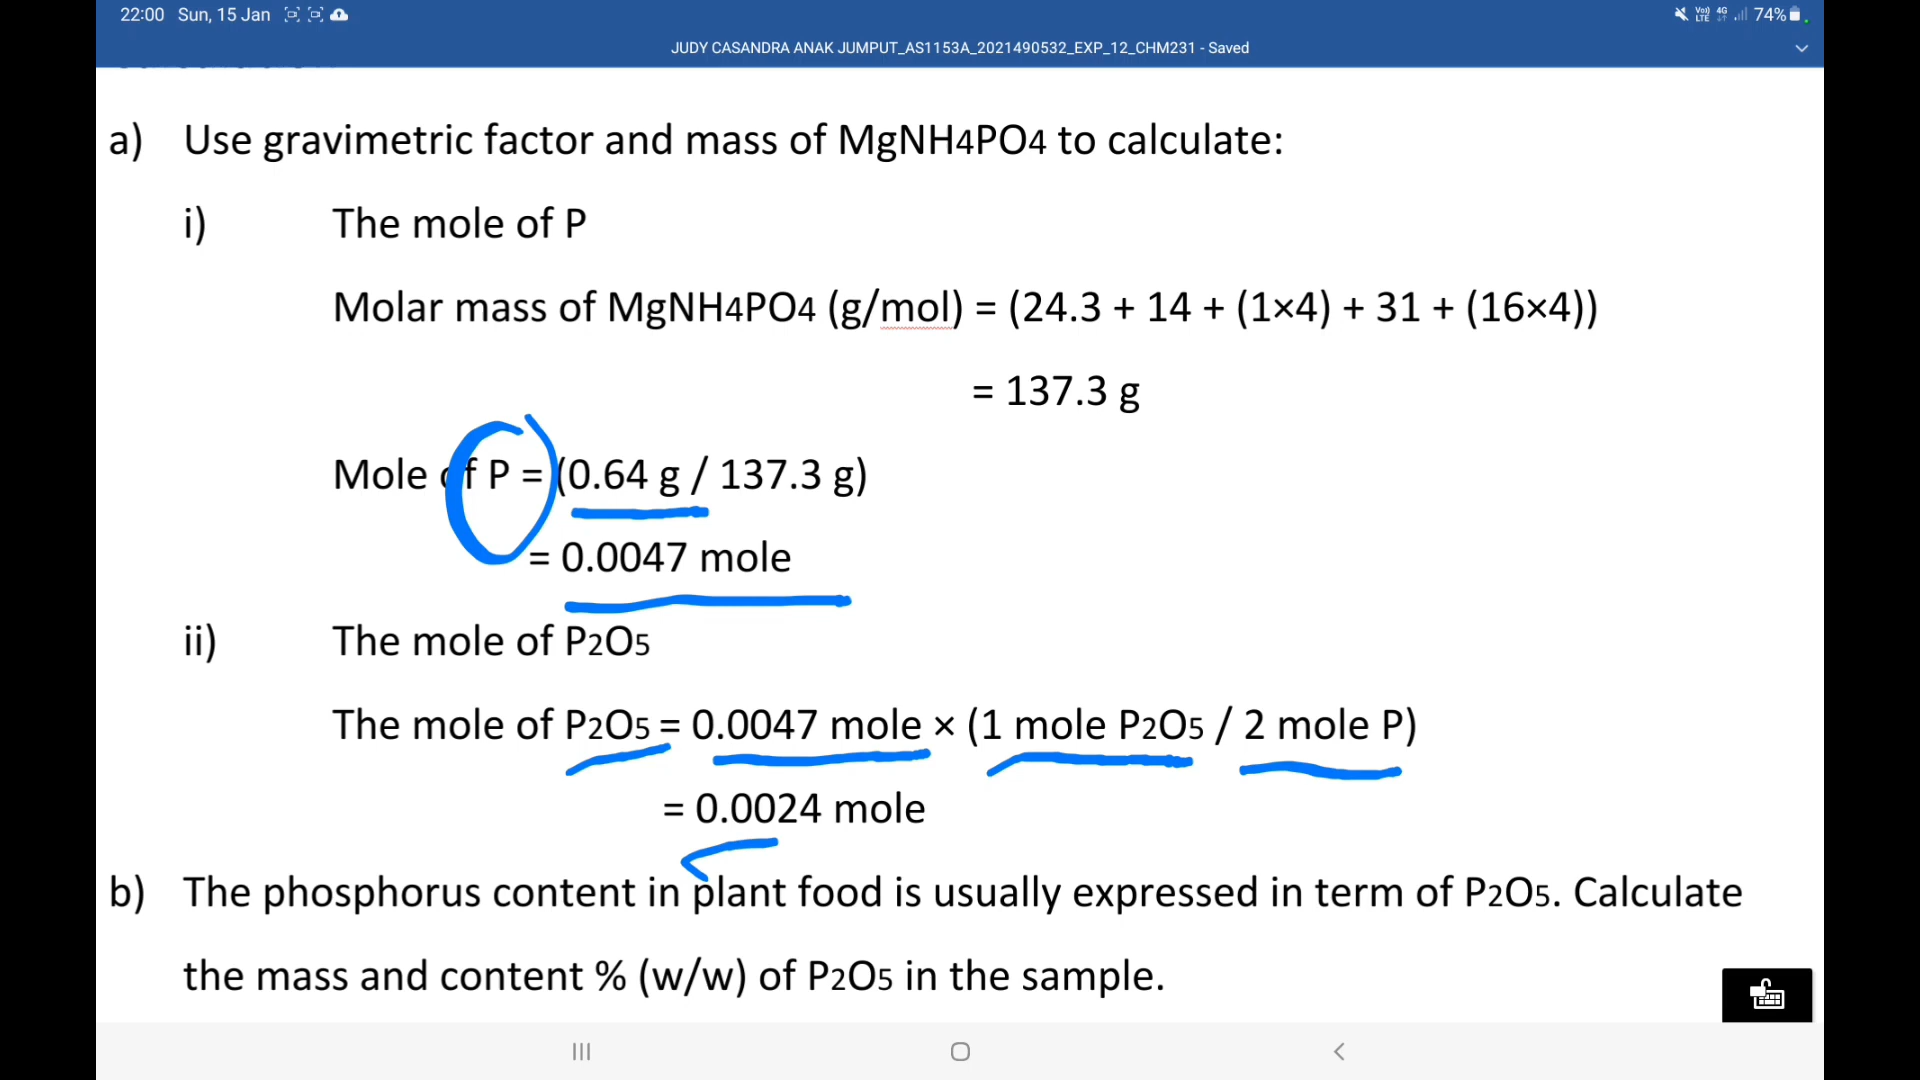 22:00 Sun, 15 Jan
Vo)) LTE 4G 74%
JUDY CASANDRA ANAK JUMPUT_AS1153A_2021490532_EXP_12_CHM231 - Saved
a) Use gravimetric factor and mass of MgNH4PO4 to calculate:
i) The mole of P
Molar mass of MgNH4PO4 (g/mol) = (24.3 + 14 + (1×4) + 31 + (16×4))
= 137.3 g
Mole of P = (0.64 g / 137.3 g)
= 0.0047 mole
ii) The mole of P2O5
The mole of P2O5 = 0.0047 mole × (1 mole P2O5 / 2 mole P)
= 0.0024 mole
b) The phosphorus content in plant food is usually expressed in term of P2O5. Calculate
the mass and content % (w/w) of P2O5 in the sample.